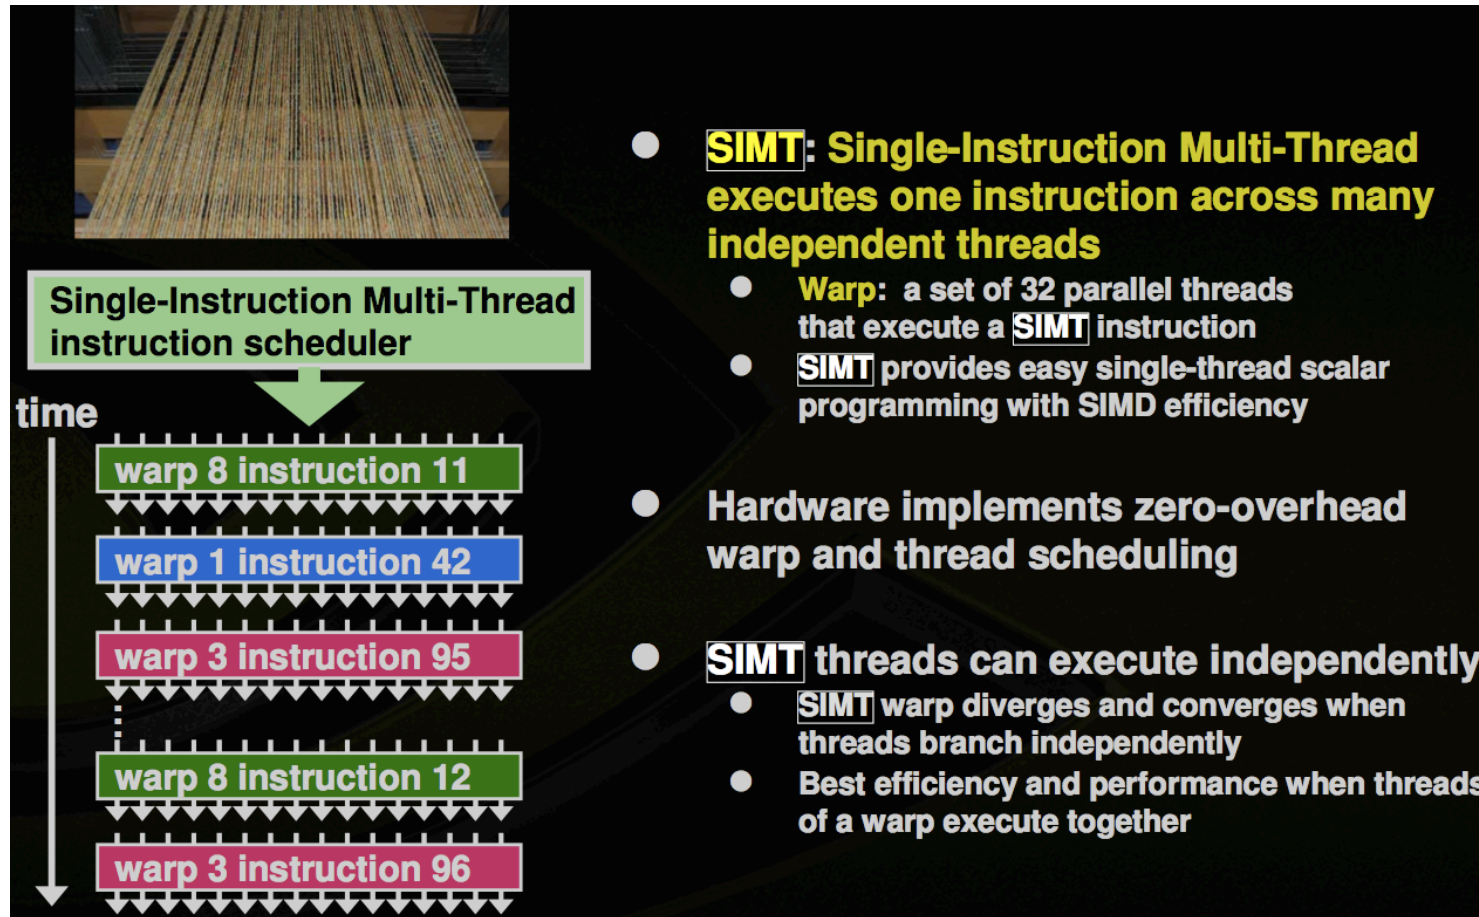 Single-Instruction Multi-Thread
instruction scheduler
time
warp 8 instruction 11
warp 1 instruction 42
warp 3 instruction 95
warp 8 instruction 12
warp 3 instruction 96
SIMT: Single-Instruction Multi-Thread
executes one instruction across many
independent threads
Warp: a set of 32 parallel threads
that execute a SIMT instruction
SIMT provides easy single-thread scalar
programming with SIMD efficiency
Hardware implements zero-overhead
warp and thread scheduling
SIMT threads can execute independently
SIMT warp diverges and converges when
threads branch independently
Best efficiency and performance when threads
of a warp execute together